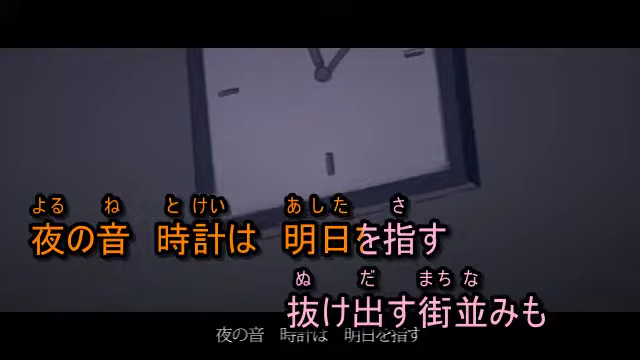 よる ね とけい あした さ
夜の音 時計は 明日を指す
ぬ だ まちな
抜け出す街並みも
夜の音 時計は 明日を指す